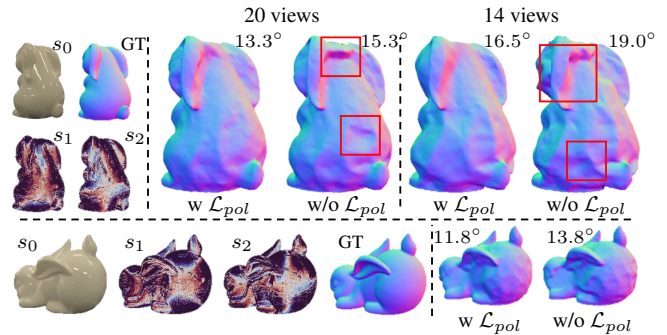 20 views 14 views
s₀ GT 13.3° 15.3° 16.5° 19.0°
s₁ s₂
w 𝓛ₚₒₗ w/o 𝓛ₚₒₗ w 𝓛ₚₒₗ w/o 𝓛ₚₒₗ
s₀ s₁ s₂ GT 11.8° 13.8°
w 𝓛ₚₒₗ w/o 𝓛ₚₒₗ